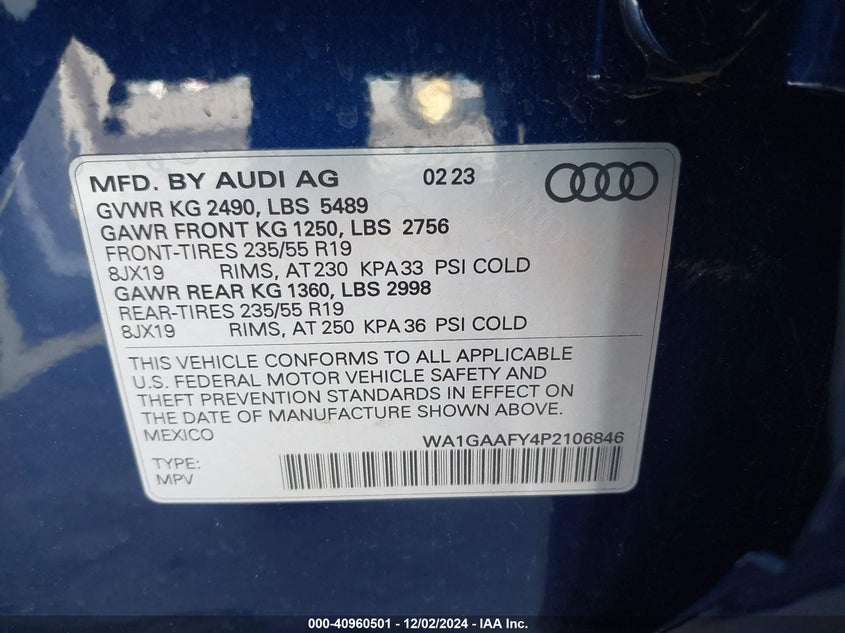 MFD. BY AUDI AG 02 23
GVWR KG 2490, LBS 5489
GAWR FRONT KG 1250, LBS 2756
FRONT-TIRES 235/55 R19
8JX19 RIMS, AT 230 KPA 33 PSI COLD
GAWR REAR KG 1360, LBS 2998
REAR-TIRES 235/55 R19
8JX19 RIMS, AT 250 KPA 36 PSI COLD
THIS VEHICLE CONFORMS TO ALL APPLICABLE
U.S. FEDERAL MOTOR VEHICLE SAFETY AND
THEFT PREVENTION STANDARDS IN EFFECT ON
THE DATE OF MANUFACTURE SHOWN ABOVE.
MEXICO WA1GAAFY4P2106846
TYPE:
MPV
000-40960501 - 12/02/2024 - IAA Inc.